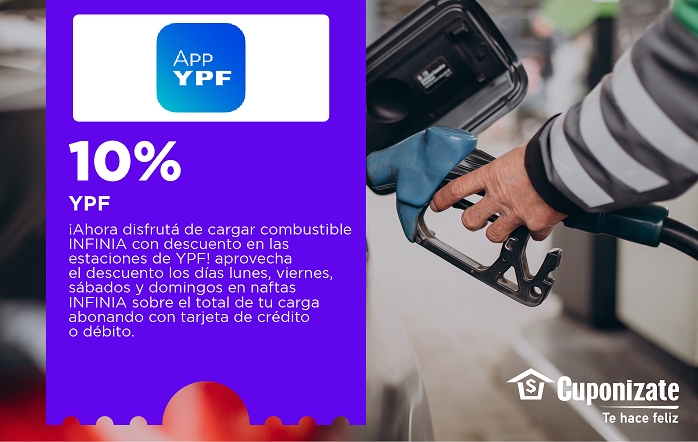 APP
YPF
10%
YPF
¡Ahora disfrutá de cargar combustible
INFINIA con descuento en las
estaciones de YPF! aprovecha
el descuento los días lunes, viernes,
sábados y domingos en naftas
INFINIA sobre el total de tu carga
abonando con tarjeta de crédito
o débito.
$ Cuponizate
Te hace feliz